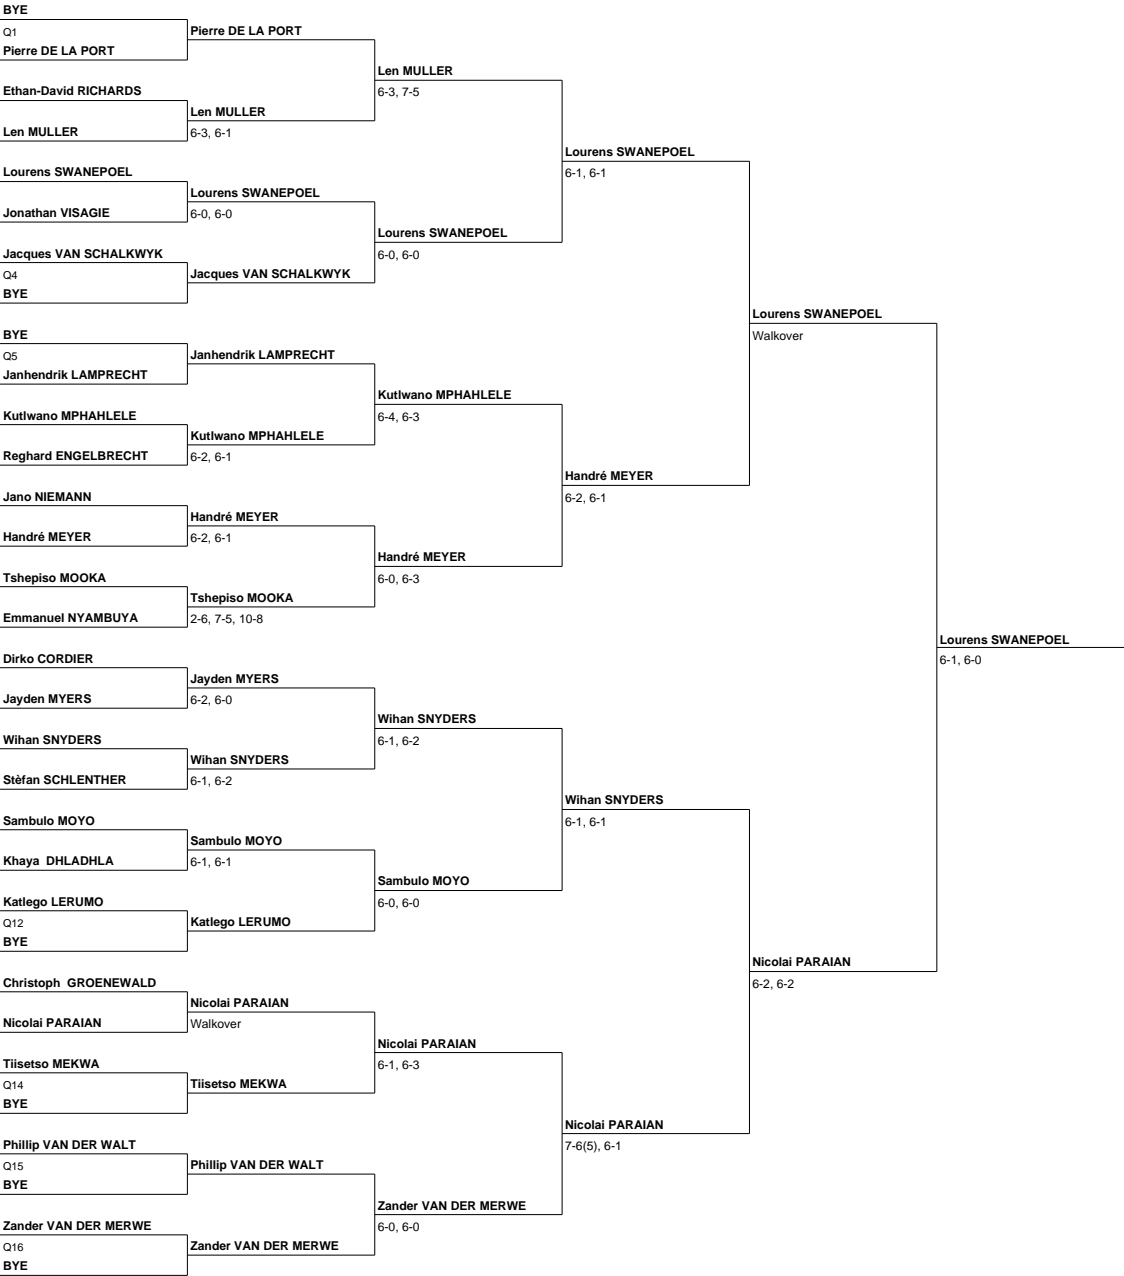 BYE
Q1
Pierre DE LA PORT
Pierre DE LA PORT
Ethan-David RICHARDS
Len MULLER
Len MULLER
6-3, 6-1
Len MULLER
6-3, 7-5
Lourens SWANEPOEL
Jonathan VISAGIE
Lourens SWANEPOEL
6-0, 6-0
Jacques VAN SCHALKWYK
Q4
BYE
Jacques VAN SCHALKWYK
Lourens SWANEPOEL
6-0, 6-0
Lourens SWANEPOEL
6-1, 6-1
BYE
Q5
Janhendrik LAMPRECHT
Janhendrik LAMPRECHT
Kutlwano MPHAHLELE
Reghard ENGELBRECHT
Kutlwano MPHAHLELE
6-2, 6-1
Kutlwano MPHAHLELE
6-4, 6-3
Jano NIEMANN
Handré MEYER
Handré MEYER
6-2, 6-1
Tshepiso MOOKA
Emmanuel NYAMBUYA
Tshepiso MOOKA
2-6, 7-5, 10-8
Handré MEYER
6-0, 6-3
Handré MEYER
6-2, 6-1
Lourens SWANEPOEL
Walkover
Dirko CORDIER
Jayden MYERS
Jayden MYERS
6-2, 6-0
Wihan SNYDERS
Stèfan SCHLENTHER
Wihan SNYDERS
6-1, 6-2
Wihan SNYDERS
6-1, 6-2
Sambulo MOYO
Khaya  DHLADHLA
Sambulo MOYO
6-1, 6-1
Katlego LERUMO
Q12
BYE
Katlego LERUMO
Sambulo MOYO
6-0, 6-0
Wihan SNYDERS
6-1, 6-1
Christoph  GROENEWALD
Nicolai PARAIAN
Nicolai PARAIAN
Walkover
Tiisetso MEKWA
Q14
BYE
Tiisetso MEKWA
Nicolai PARAIAN
6-1, 6-3
Phillip VAN DER WALT
Q15
BYE
Phillip VAN DER WALT
Zander VAN DER MERWE
Q16
BYE
Zander VAN DER MERWE
Zander VAN DER MERWE
6-0, 6-0
Nicolai PARAIAN
7-6(5), 6-1
Nicolai PARAIAN
6-2, 6-2
Lourens SWANEPOEL
6-1, 6-0